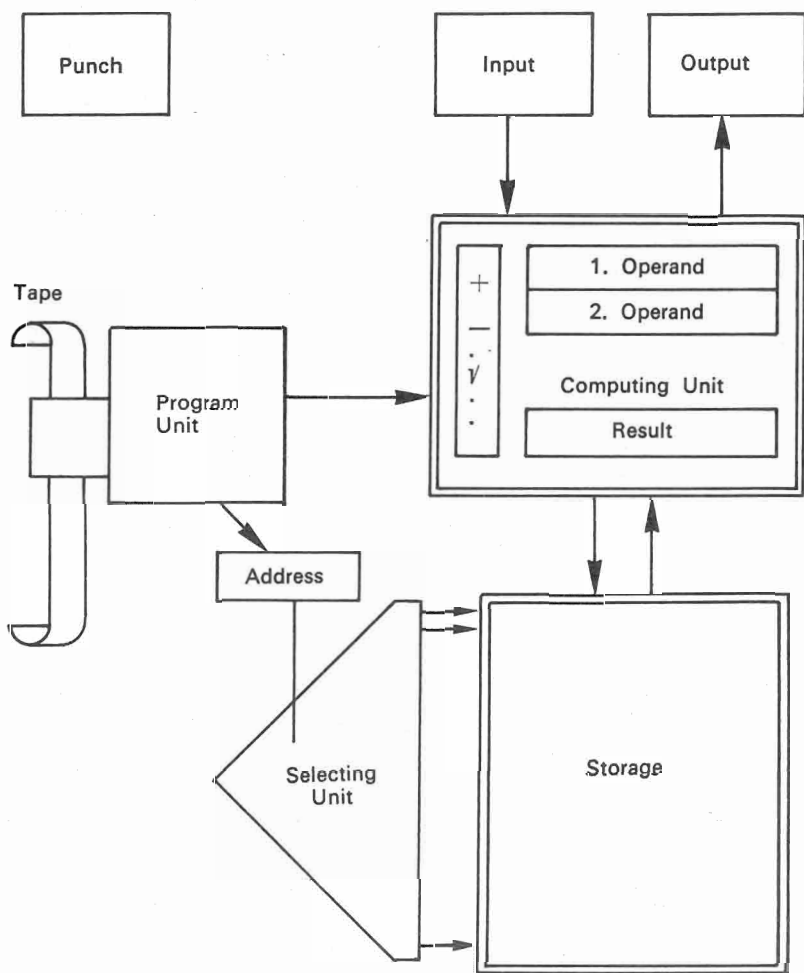 Punch
Input
Output
Tape
Program
Unit
+
−
.
√
.
.
1. Operand
2. Operand
Computing Unit
Result
Address
Selecting
Unit
Storage